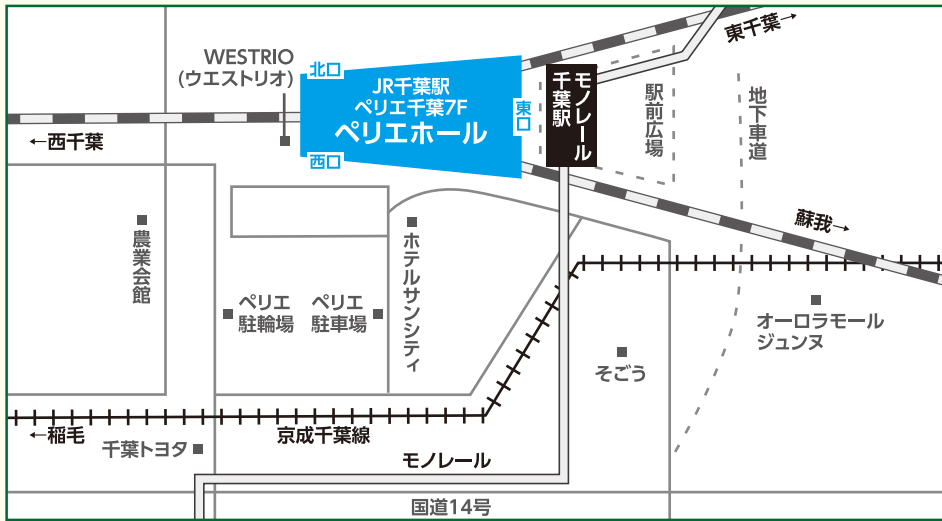 WESTRIO
(ウエストリオ)
北口
JR千葉駅
ペリエ千葉7F
ペリエホール
東口
西口
モノレール
千葉駅
東千葉→
駅前広場
地下車道
←西千葉
蘇我→
農業会館
ホテルサンシティ
ペリエ
駐輪場
ペリエ
駐車場
オーロラモール
ジュンヌ
そごう
←稲毛
京成千葉線
千葉トヨタ
モノレール
国道14号